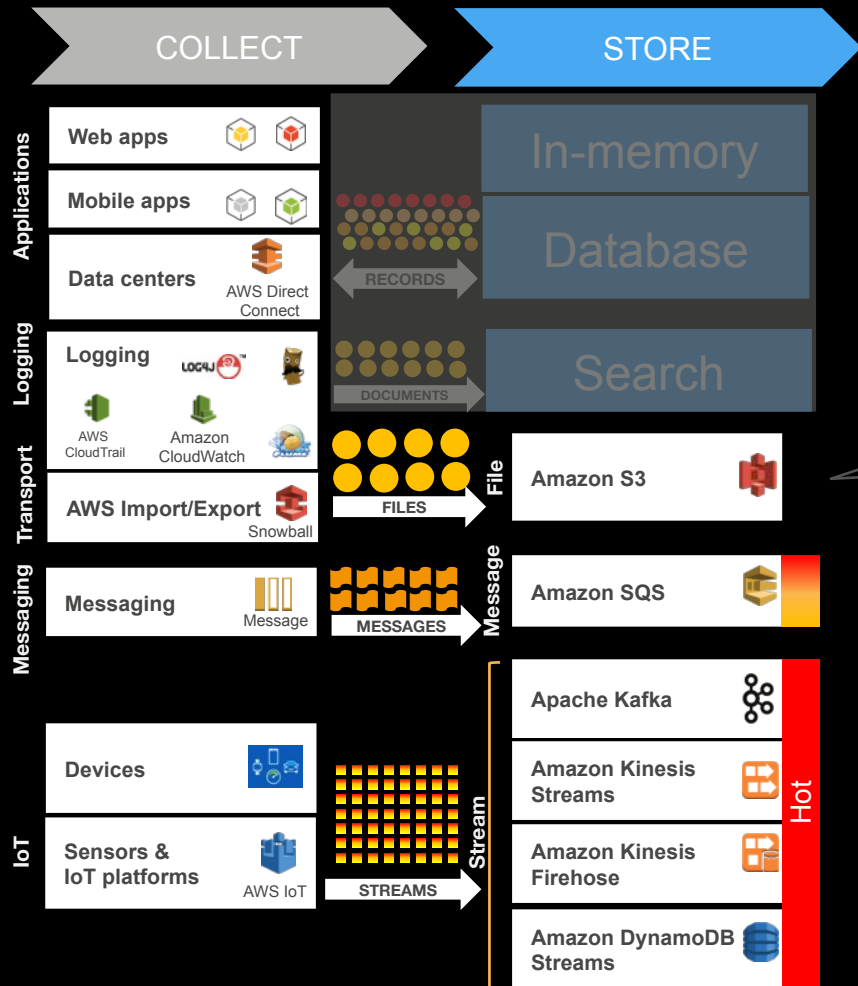 COLLECT
STORE
Applications
Web apps
Mobile apps
Data centers
AWS Direct
Connect
RECORDS
In-memory
Database
Logging
Logging
LOG4J™
AWS
CloudTrail
Amazon
CloudWatch
DOCUMENTS
Search
Transport
AWS Import/Export
Snowball
FILES
File
Amazon S3
Messaging
Messaging
Message
MESSAGES
Message
Amazon SQS
IoT
Devices
Sensors &
IoT platforms
AWS IoT
STREAMS
Stream
Apache Kafka
Amazon Kinesis
Streams
Amazon Kinesis
Firehose
Amazon DynamoDB
Streams
Hot